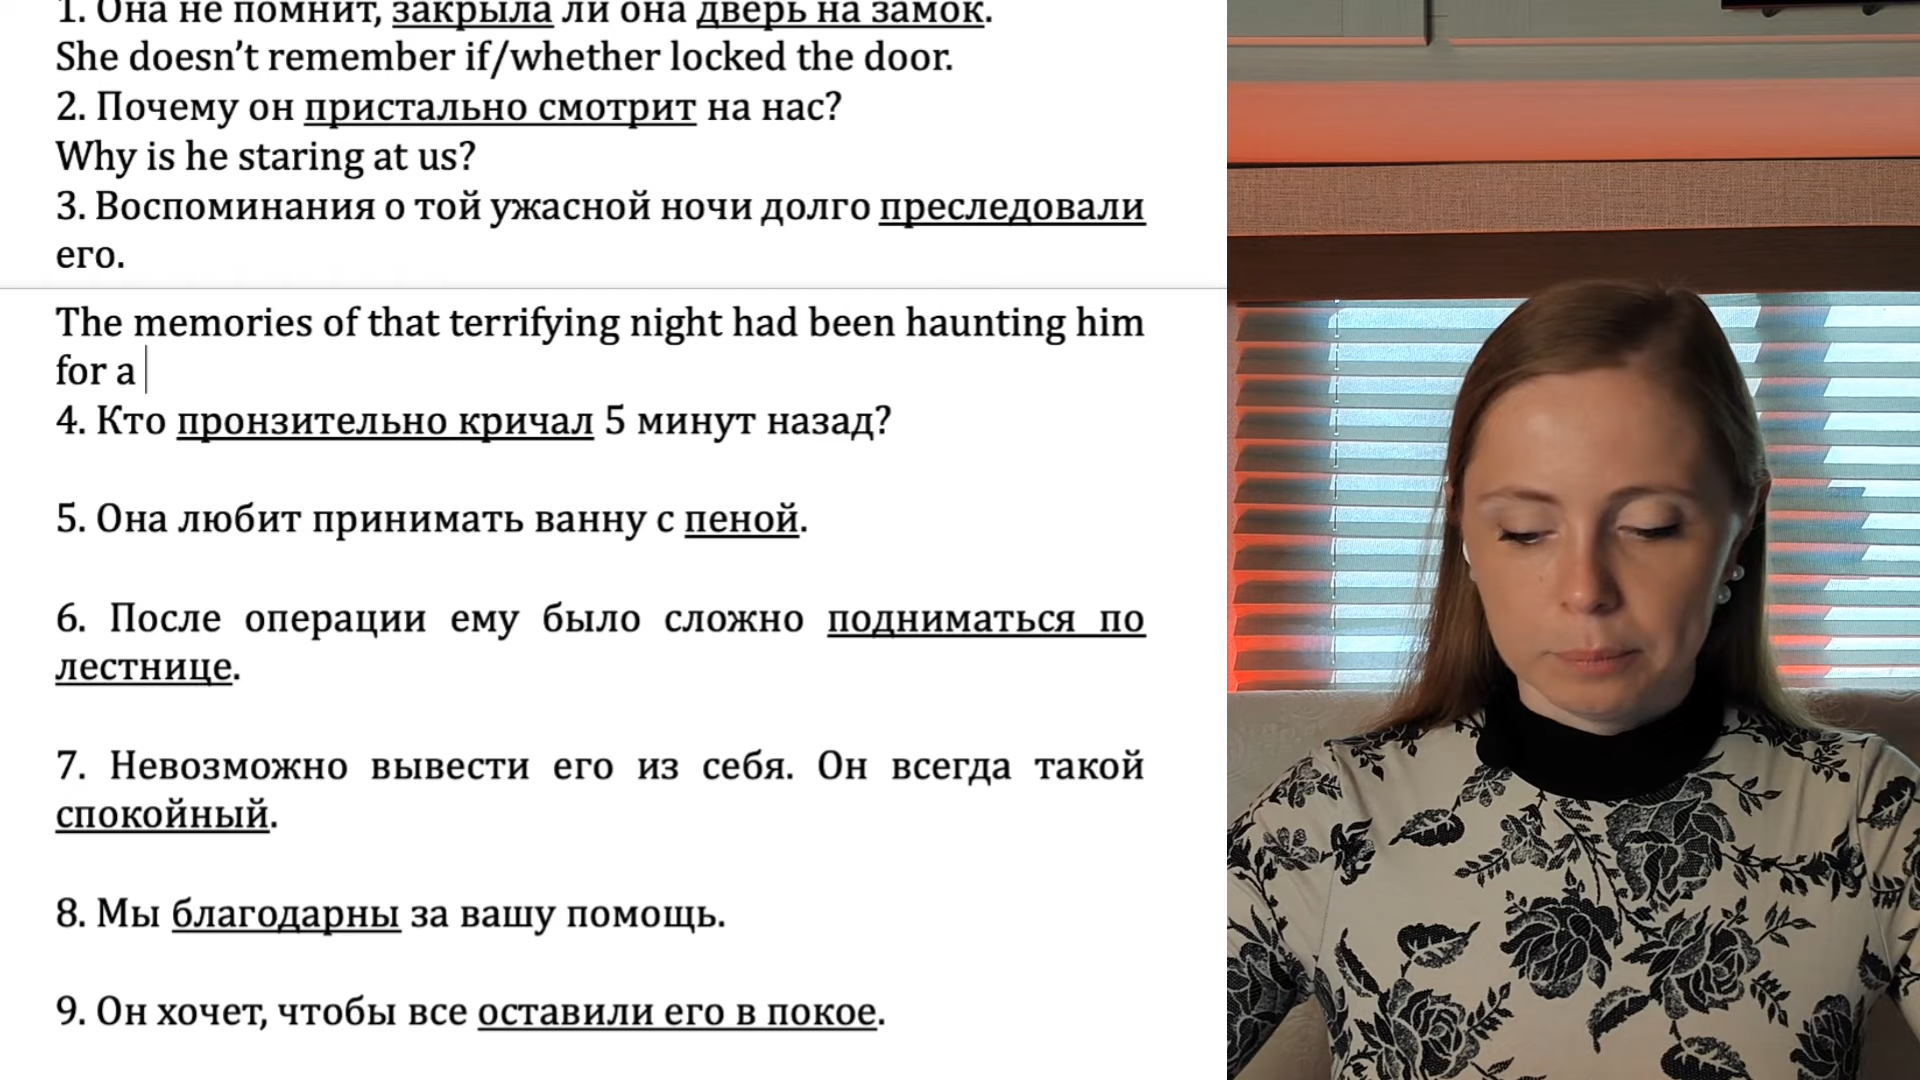 1. Она не помнит, закрыла ли она дверь на замок.
She doesn’t remember if/whether locked the door.
2. Почему он пристально смотрит на нас?
Why is he staring at us?
3. Воспоминания о той ужасной ночи долго преследовали
его.
The memories of that terrifying night had been haunting him
for a
4. Кто пронзительно кричал 5 минут назад?
5. Она любит принимать ванну с пеной.
6. После операции ему было сложно подниматься по
лестнице.
7. Невозможно вывести его из себя. Он всегда такой
спокойный.
8. Мы благодарны за вашу помощь.
9. Он хочет, чтобы все оставили его в покое.